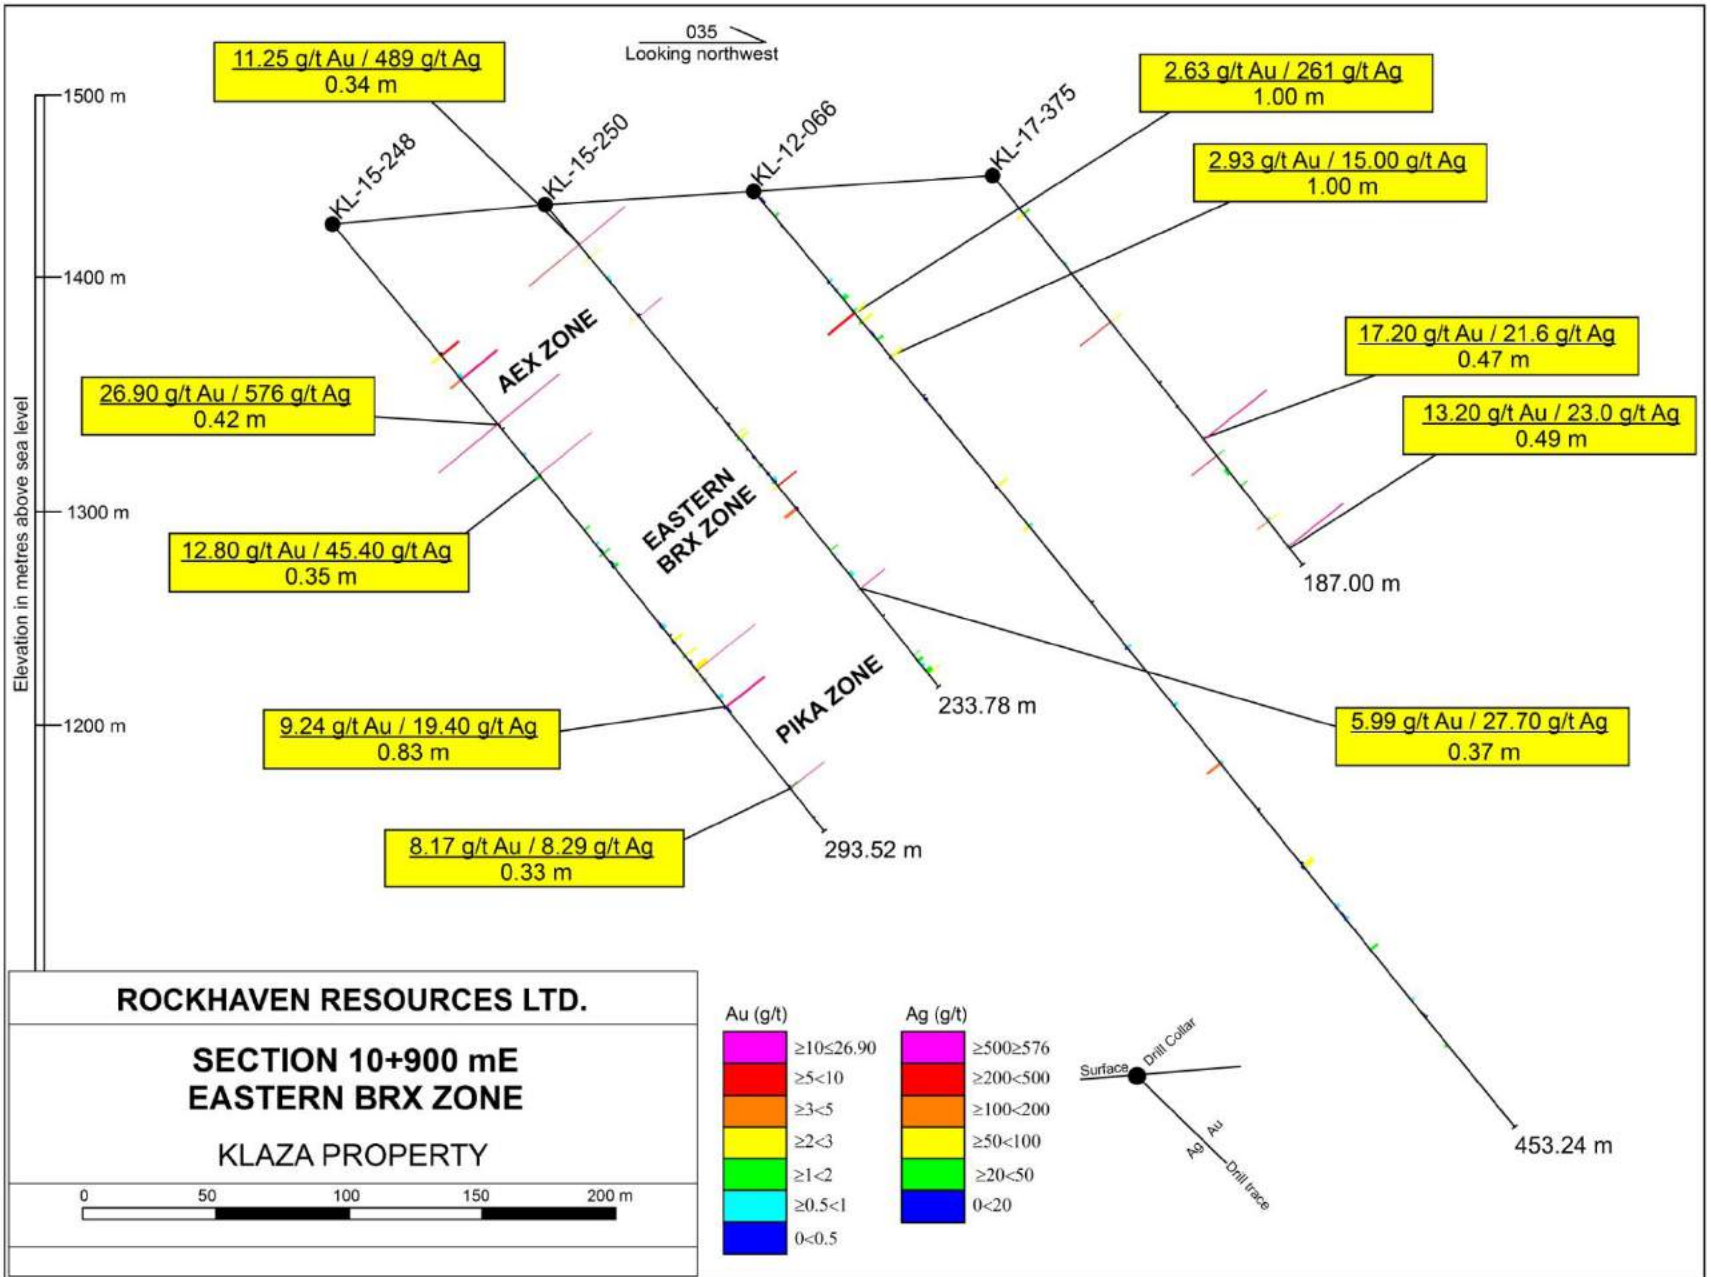 035
Looking northwest
11.25 g/t Au / 489 g/t Ag
0.34 m
2.63 g/t Au / 261 g/t Ag
1.00 m
1500 m
KL-15-248
KL-15-250
KL-12-066
KL-17-375
2.93 g/t Au / 15.00 g/t Ag
1.00 m
1400 m
AEX ZONE
17.20 g/t Au / 21.6 g/t Ag
0.47 m
26.90 g/t Au / 576 g/t Ag
0.42 m
13.20 g/t Au / 23.0 g/t Ag
0.49 m
Elevation in metres above sea level
1300 m
EASTERN
BRX ZONE
12.80 g/t Au / 45.40 g/t Ag
0.35 m
187.00 m
PIKA ZONE
233.78 m
1200 m
9.24 g/t Au / 19.40 g/t Ag
0.83 m
5.99 g/t Au / 27.70 g/t Ag
0.37 m
8.17 g/t Au / 8.29 g/t Ag
0.33 m
293.52 m
453.24 m
ROCKHAVEN RESOURCES LTD.
SECTION 10+900 mE
EASTERN BRX ZONE
KLAZA PROPERTY
0 50 100 150 200 m
Au (g/t)
≥10≤26.90
≥5<10
≥3<5
≥2<3
≥1<2
≥0.5<1
0<0.5
Ag (g/t)
≥500≥576
≥200<500
≥100<200
≥50<100
≥20<50
0<20
Surface
Drill Collar
Au
Ag
Drill trace